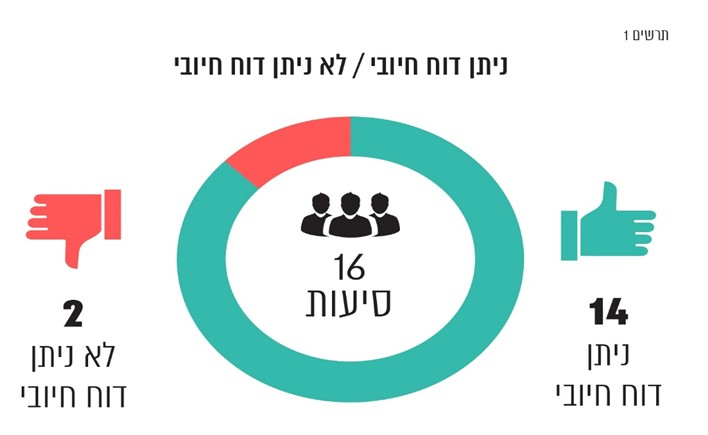 תרשים 1
ניתן דוח חיובי / לא ניתן דוח חיובי
16
סיעות
14
ניתן
דוח חיובי
2
לא ניתן
דוח חיובי